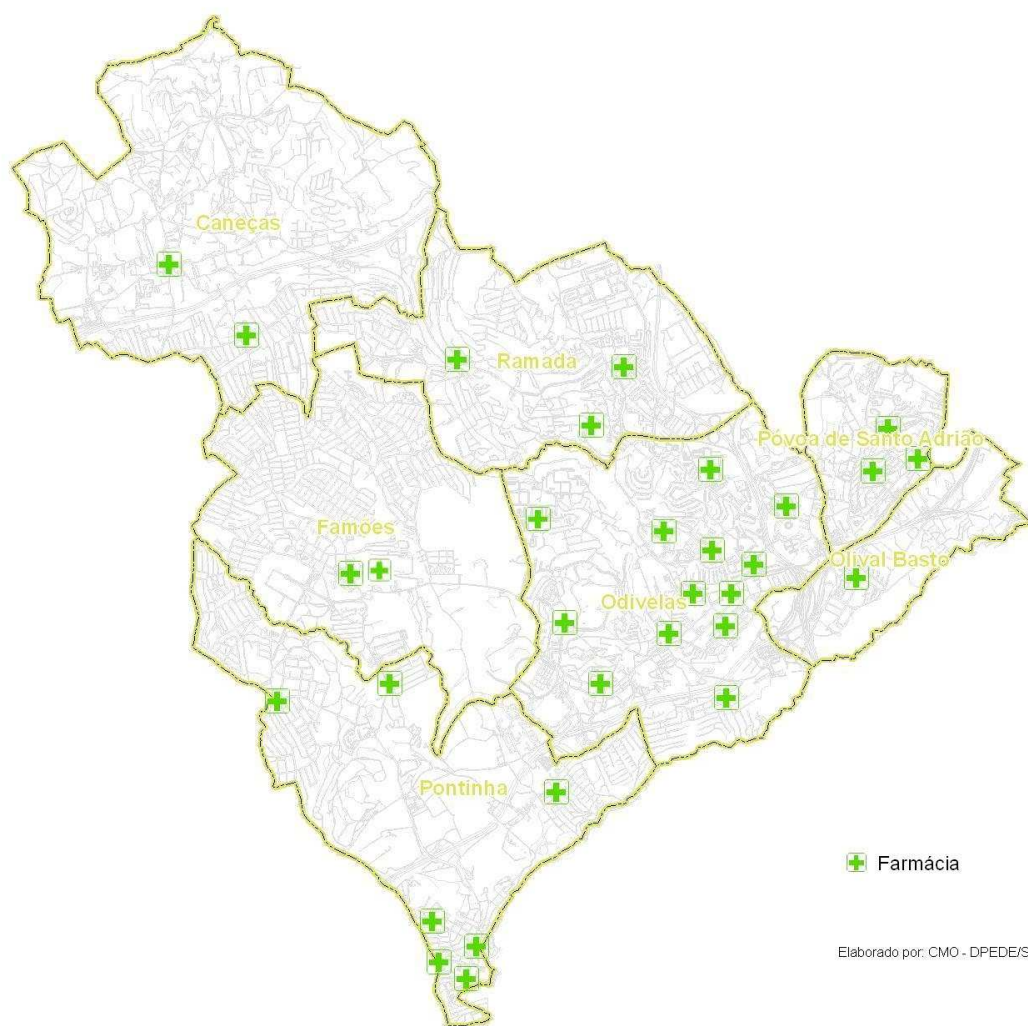 Caneças
Ramada
Póvoa de Santo Adrião
Famões
Olival Basto
Odivelas
Pontinha
Farmácia
Elaborado por: CMO - DPEDE/S